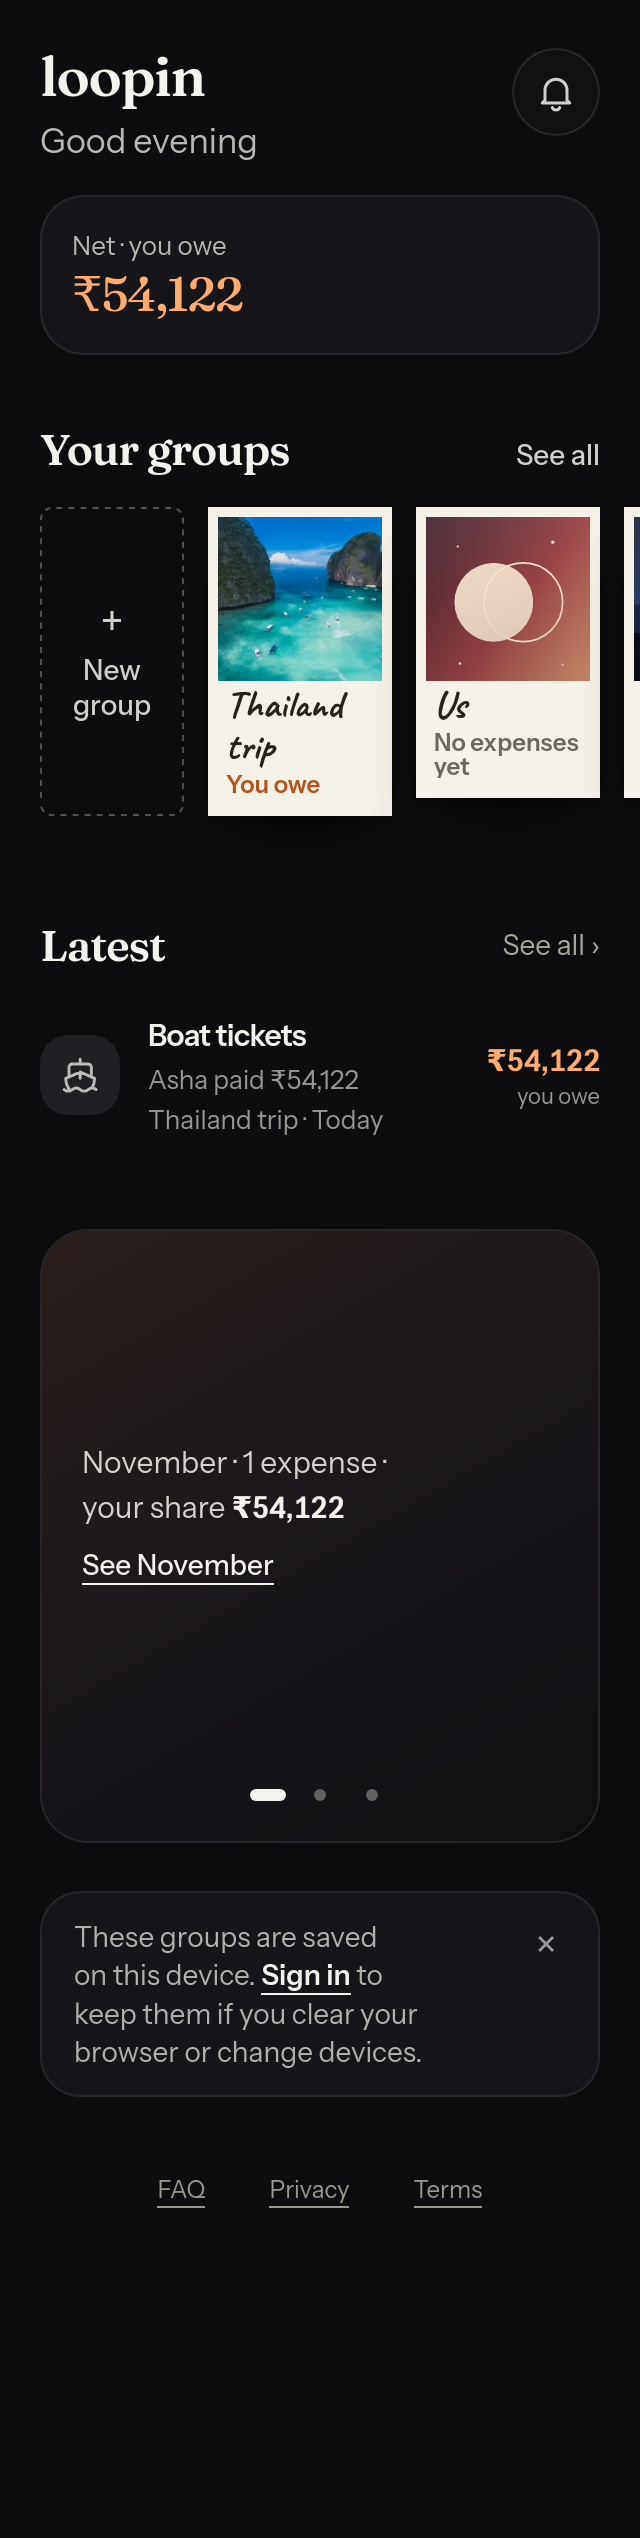 loopin
Good evening
Net · you owe
₹54,122
Your groups
See all
+
New
group
Thailand
trip
You owe
Us
No expenses
yet
Latest
See all ›
Boat tickets
Asha paid ₹54,122
Thailand trip · Today
₹54,122
you owe
November · 1 expense ·
your share ₹54,122
See November
These groups are saved
on this device. Sign in to
keep them if you clear your
browser or change devices.
×
FAQ
Privacy
Terms